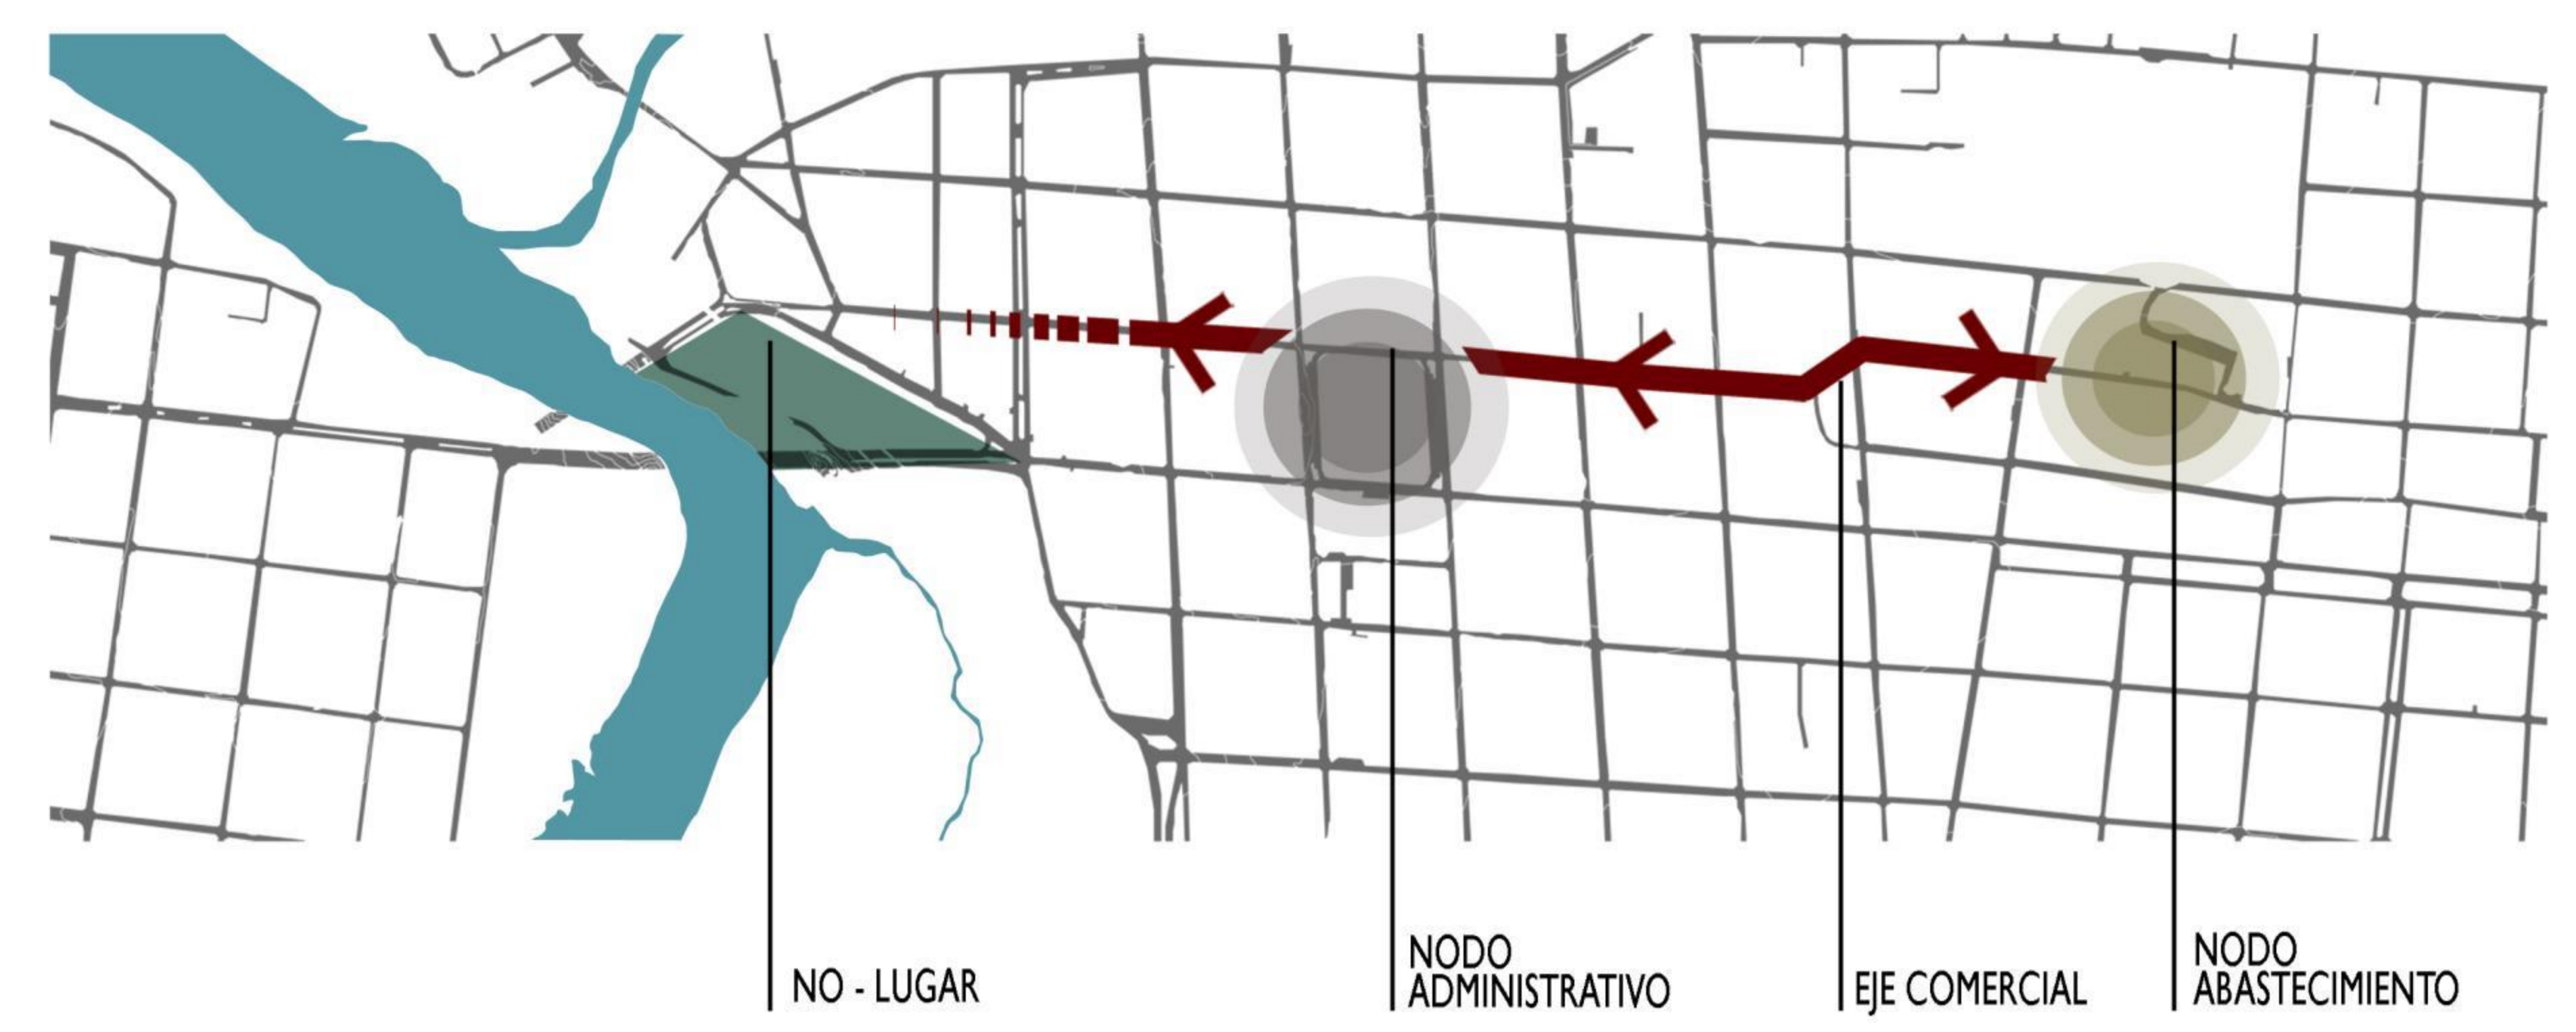 NO - LUGAR
NODO
ADMINISTRATIVO
EJE COMERCIAL
NODO
ABASTECIMIENTO